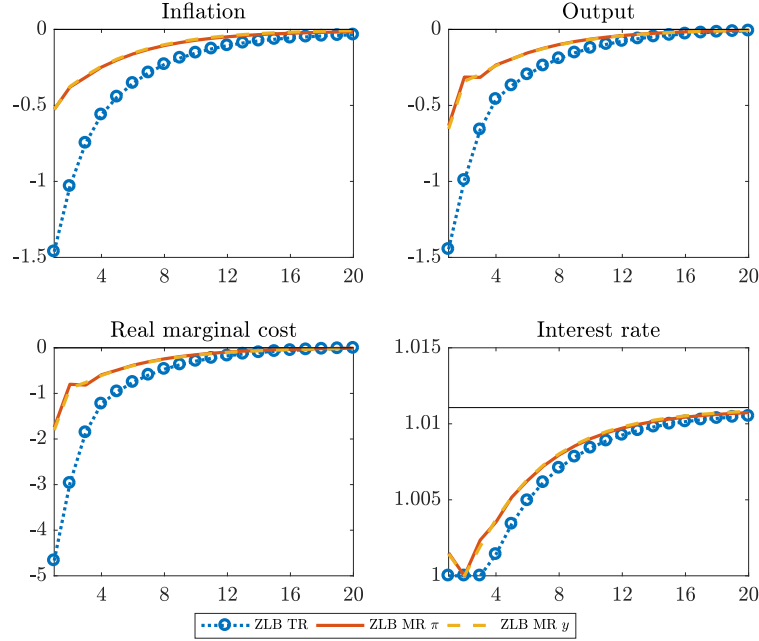 Inflation
Output
0
-0.5
-1
-1.5
4 8 12 16 20
0
-0.5
-1
-1.5
4 8 12 16 20
Real marginal cost
Interest rate
0
-1
-2
-3
-4
-5
4 8 12 16 20
1.015
1.01
1.005
1
4 8 12 16 20
ZLB TR ZLB MR π ZLB MR y